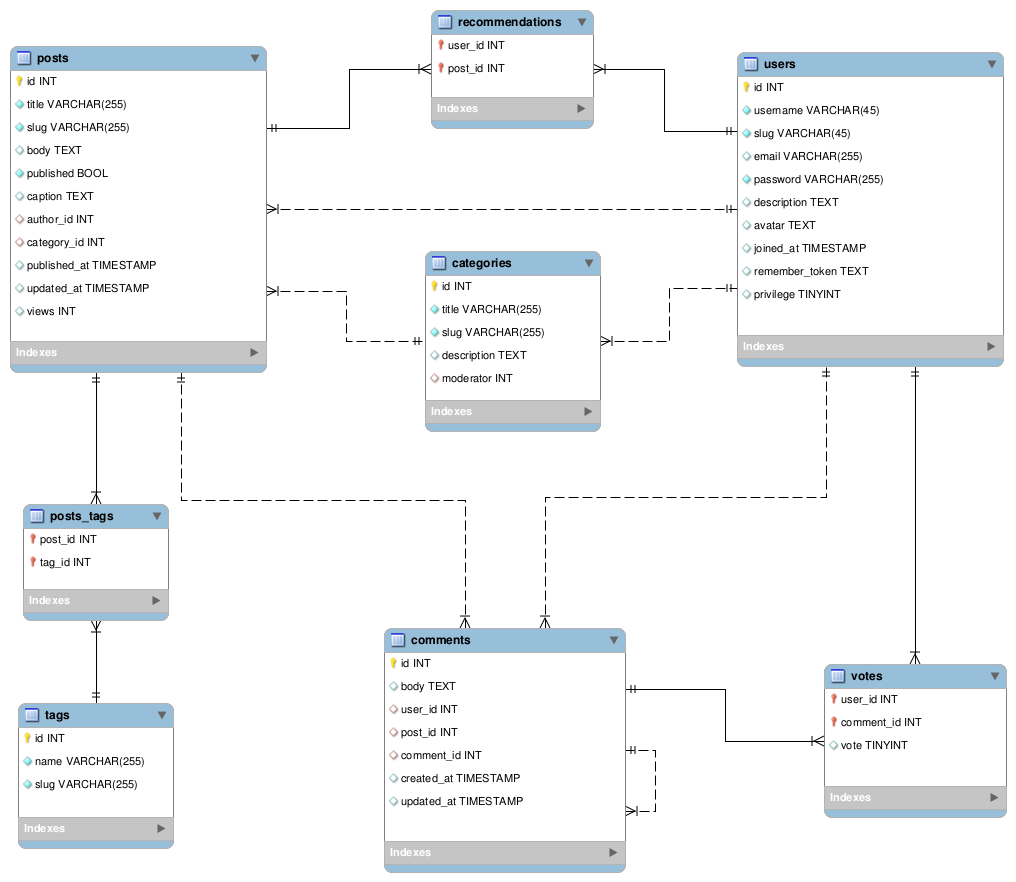 recommendations
user_id INT
post_id INT
Indexes
posts
id INT
title VARCHAR(255)
slug VARCHAR(255)
body TEXT
published BOOL
caption TEXT
author_id INT
category_id INT
published_at TIMESTAMP
updated_at TIMESTAMP
views INT
Indexes
users
id INT
username VARCHAR(45)
slug VARCHAR(45)
email VARCHAR(255)
password VARCHAR(255)
description TEXT
avatar TEXT
joined_at TIMESTAMP
remember_token TEXT
privilege TINYINT
Indexes
categories
id INT
title VARCHAR(255)
slug VARCHAR(255)
description TEXT
moderator INT
Indexes
posts_tags
post_id INT
tag_id INT
Indexes
tags
id INT
name VARCHAR(255)
slug VARCHAR(255)
Indexes
comments
id INT
body TEXT
user_id INT
post_id INT
comment_id INT
created_at TIMESTAMP
updated_at TIMESTAMP
Indexes
votes
user_id INT
comment_id INT
vote TINYINT
Indexes